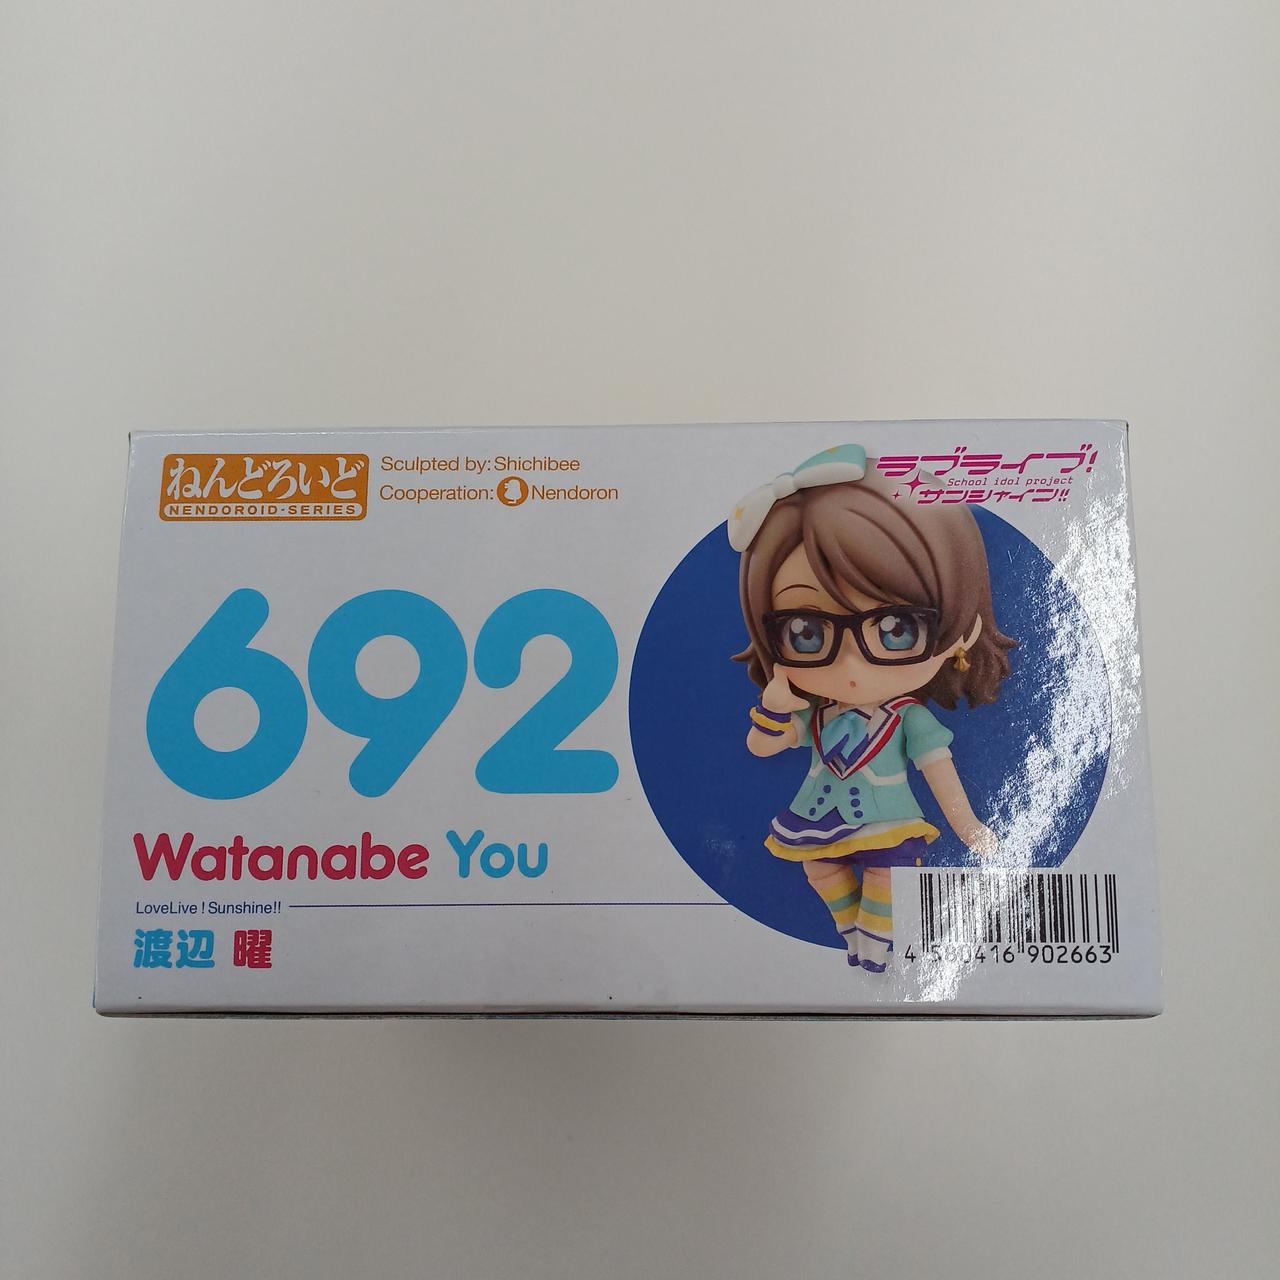 ねんどろいど
NENDOROID-SERIES
Sculpted by: Shichibee
Cooperation: Nendoron
ラブライブ!
School idol project
サンシャイン!!
692
Watanabe You
LoveLive! Sunshine!!
渡辺 曜
4 580416 902663